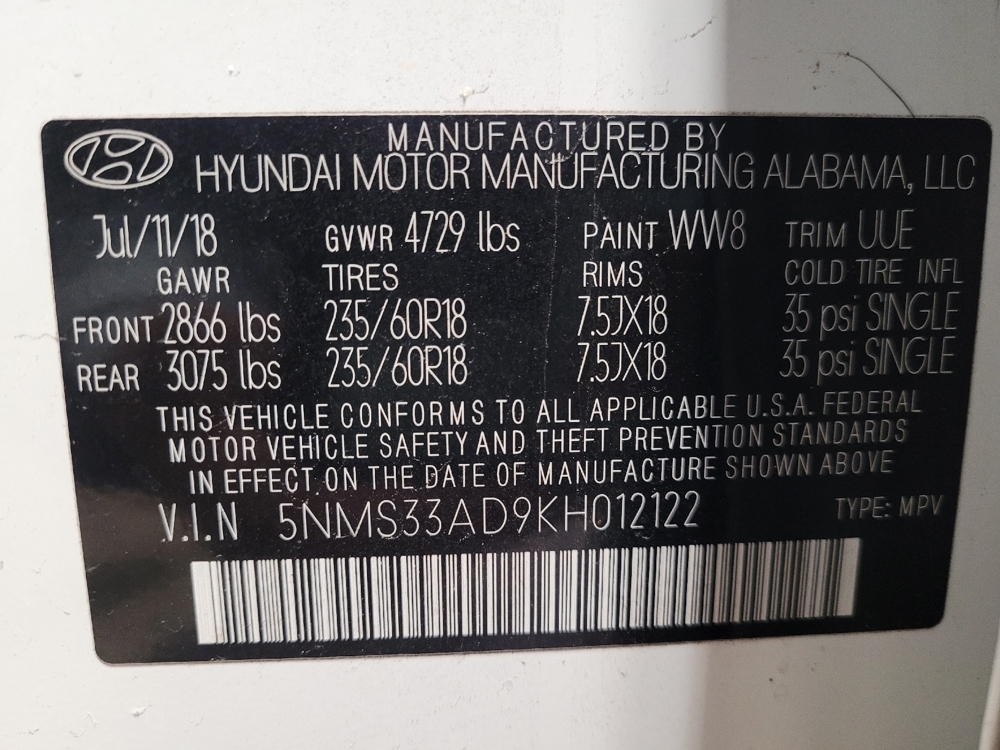 MANUFACTURED BY
HYUNDAI MOTOR MANUFACTURING ALABAMA, LLC
Jul/11/18 GVWR 4729 lbs PAINT WW8 TRIM UUE
GAWR TIRES RIMS COLD TIRE INFL
FRONT 2866 lbs 235/60R18 7.5JX18 35 psi SINGLE
REAR 3075 lbs 235/60R18 7.5JX18 35 psi SINGLE
THIS VEHICLE CONFORMS TO ALL APPLICABLE U.S.A. FEDERAL
MOTOR VEHICLE SAFETY AND THEFT PREVENTION STANDARDS
IN EFFECT ON THE DATE OF MANUFACTURE SHOWN ABOVE
V.I.N 5NMS33AD9KH012122 TYPE: MPV